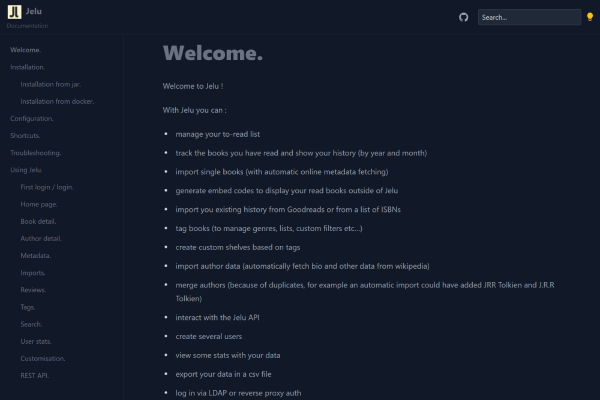 JL Jelu
Documentation
Search...
Welcome.
Installation.
Installation from jar.
Installation from docker.
Configuration.
Shortcuts.
Troubleshooting.
Using Jelu.
First login / login.
Home page.
Book detail.
Author detail.
Metadata.
Imports.
Reviews.
Tags.
Search.
User stats.
Customisation.
REST API.
Welcome.
Welcome to Jelu !
With Jelu you can :
• manage your to-read list
• track the books you have read and show your history (by year and month)
• import single books (with automatic online metadata fetching)
• generate embed codes to display your read books outside of Jelu
• import you existing history from Goodreads or from a list of ISBNs
• tag books (to manage genres, lists, custom filters etc...)
• create custom shelves based on tags
• import author data (automatically fetch bio and other data from wikipedia)
• merge authors (because of duplicates, for example an automatic import could have added JRR Tolkien and J.R.R
Tolkien)
• interact with the Jelu API
• create several users
• view some stats with your data
• export your data in a csv file
• log in via LDAP or reverse proxy auth